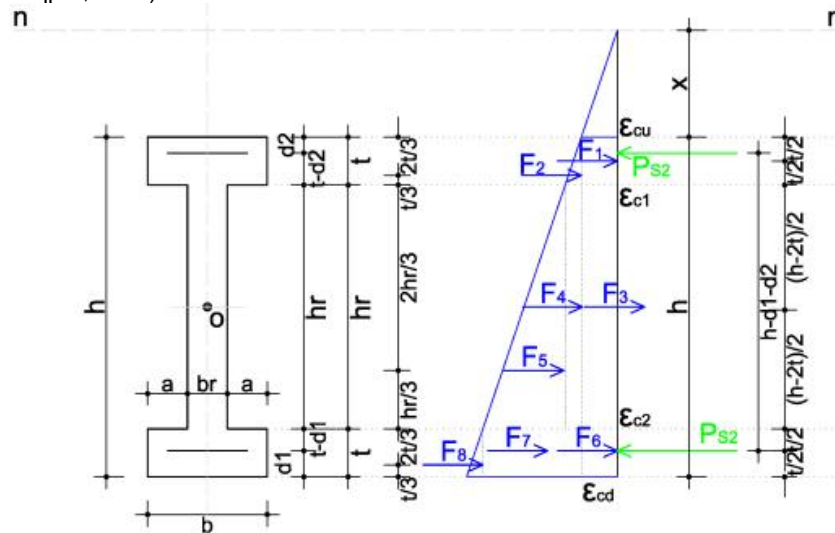 n
n
x
h
h
d2
t-d2
t
2t/3
t/3
hr
hr
2hr/3
hr/3
O
a
br
a
d1
t-d1
t
2t/3
t/3
b
εcu
F1
F2
PS2
εc1
F4
F3
F5
εc2
F7
F6
F8
PS2
εcd
t/2
t/2
(h-2t)/2
h-d1-d2
(h-2t)/2
t/2
t/2